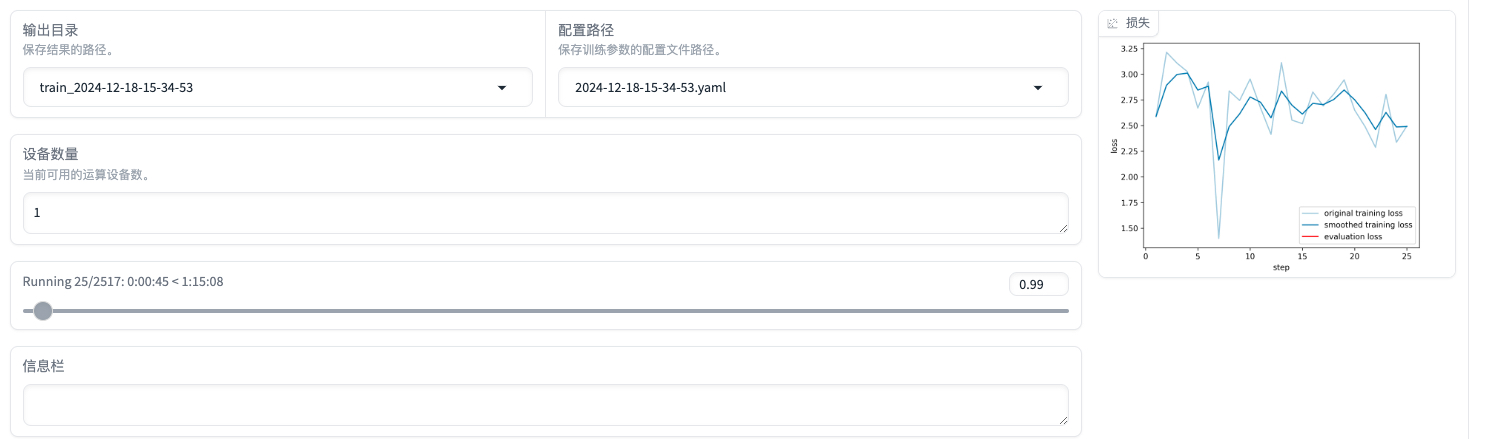 输出目录
保存结果的路径。
train_2024-12-18-15-34-53
配置路径
保存训练参数的配置文件路径。
2024-12-18-15-34-53.yaml
设备数量
当前可用的运算设备数。
1
Running 25/2517: 0:00:45 < 1:15:08
0.99
信息栏
损失
3.25
3.00
2.75
2.50
2.25
2.00
1.75
1.50
loss
original training loss
smoothed training loss
evaluation loss
0 5 10 15 20 25
step